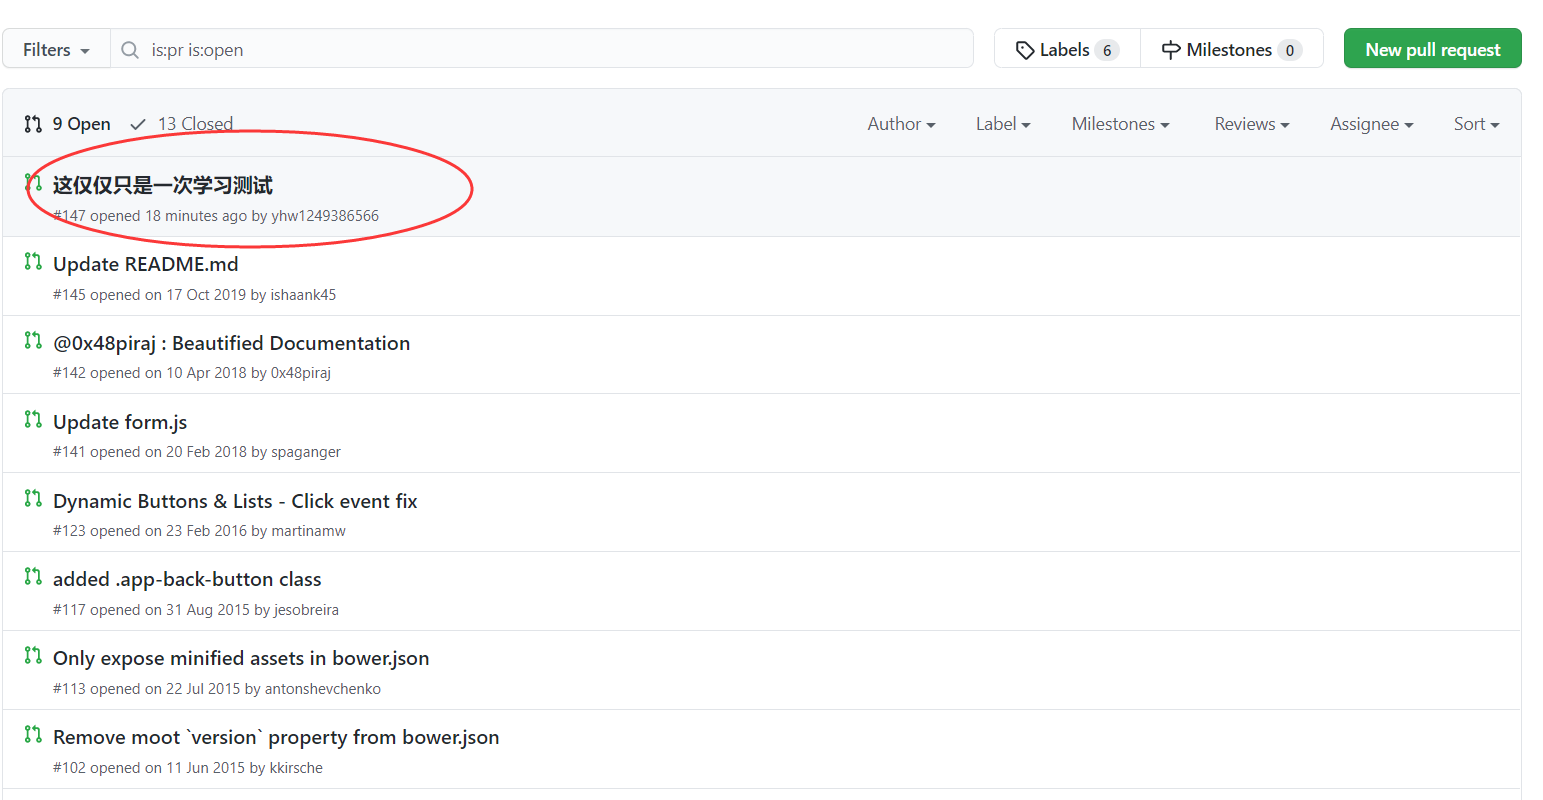 Filters is:pr is:open Labels 6 Milestones 0 New pull request
9 Open 13 Closed Author Label Milestones Reviews Assignee Sort
这仅仅只是一次学习测试
#147 opened 18 minutes ago by yhw1249386566
Update README.md
#145 opened on 17 Oct 2019 by ishaank45
@0x48piraj : Beautified Documentation
#142 opened on 10 Apr 2018 by 0x48piraj
Update form.js
#141 opened on 20 Feb 2018 by spaganger
Dynamic Buttons & Lists - Click event fix
#123 opened on 23 Feb 2016 by martinamw
added .app-back-button class
#117 opened on 31 Aug 2015 by jesobreira
Only expose minified assets in bower.json
#113 opened on 22 Jul 2015 by antonshevchenko
Remove moot `version` property from bower.json
#102 opened on 11 Jun 2015 by kkirsche